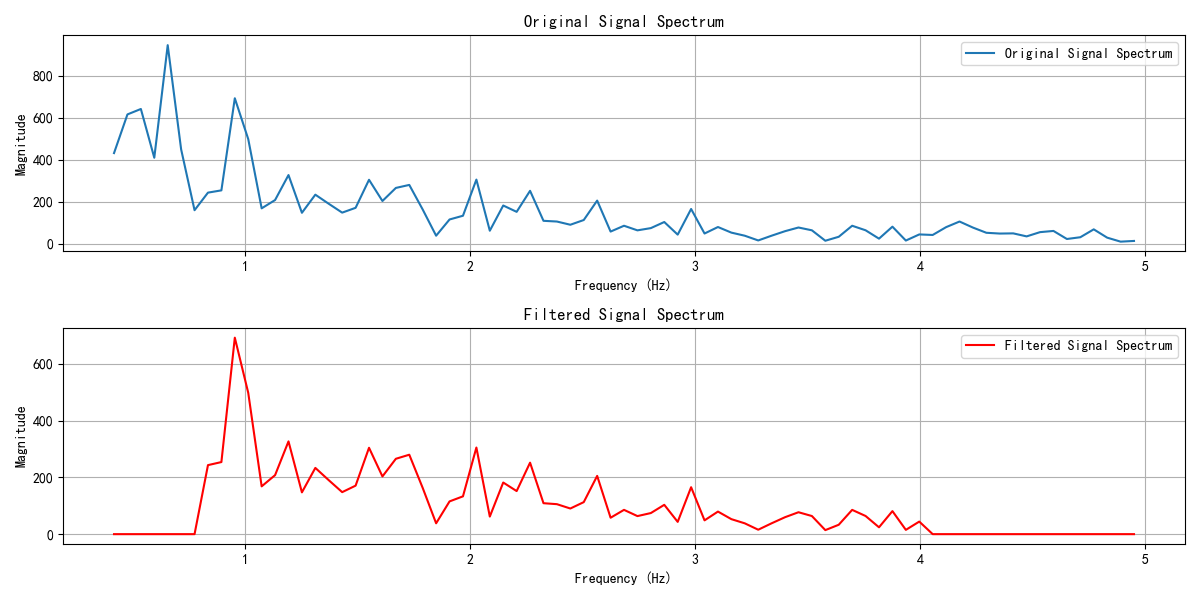 Original Signal Spectrum
Original Signal Spectrum
Magnitude
800
600
400
200
0
1 2 3 4 5
Frequency (Hz)
Filtered Signal Spectrum
Filtered Signal Spectrum
Magnitude
600
400
200
0
1 2 3 4 5
Frequency (Hz)